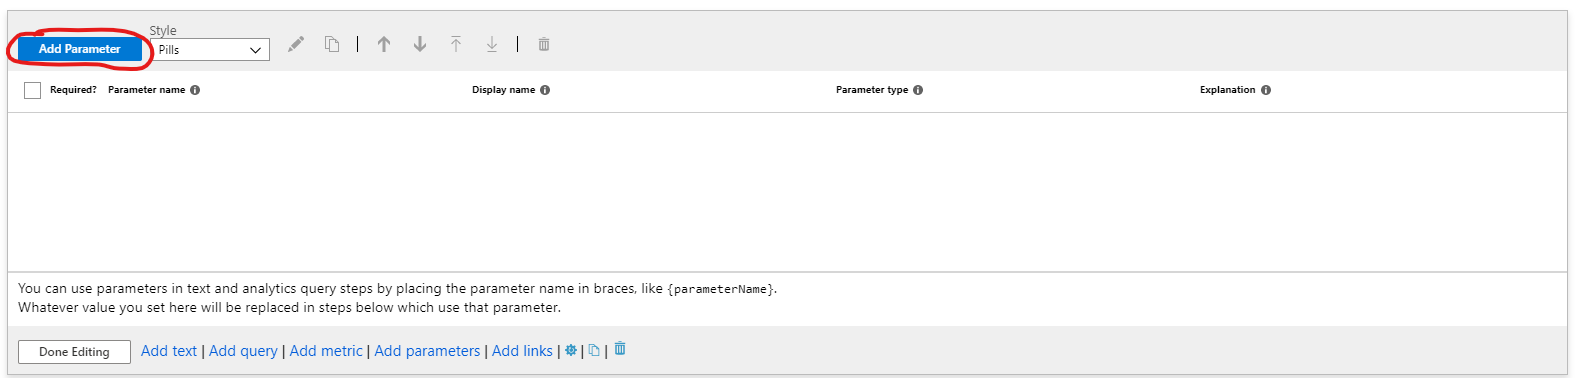 Style
Add Parameter Pills
Required? Parameter name Display name Parameter type Explanation
You can use parameters in text and analytics query steps by placing the parameter name in braces, like {parameterName}.
Whatever value you set here will be replaced in steps below which use that parameter.
Done Editing Add text | Add query | Add metric | Add parameters | Add links | | |